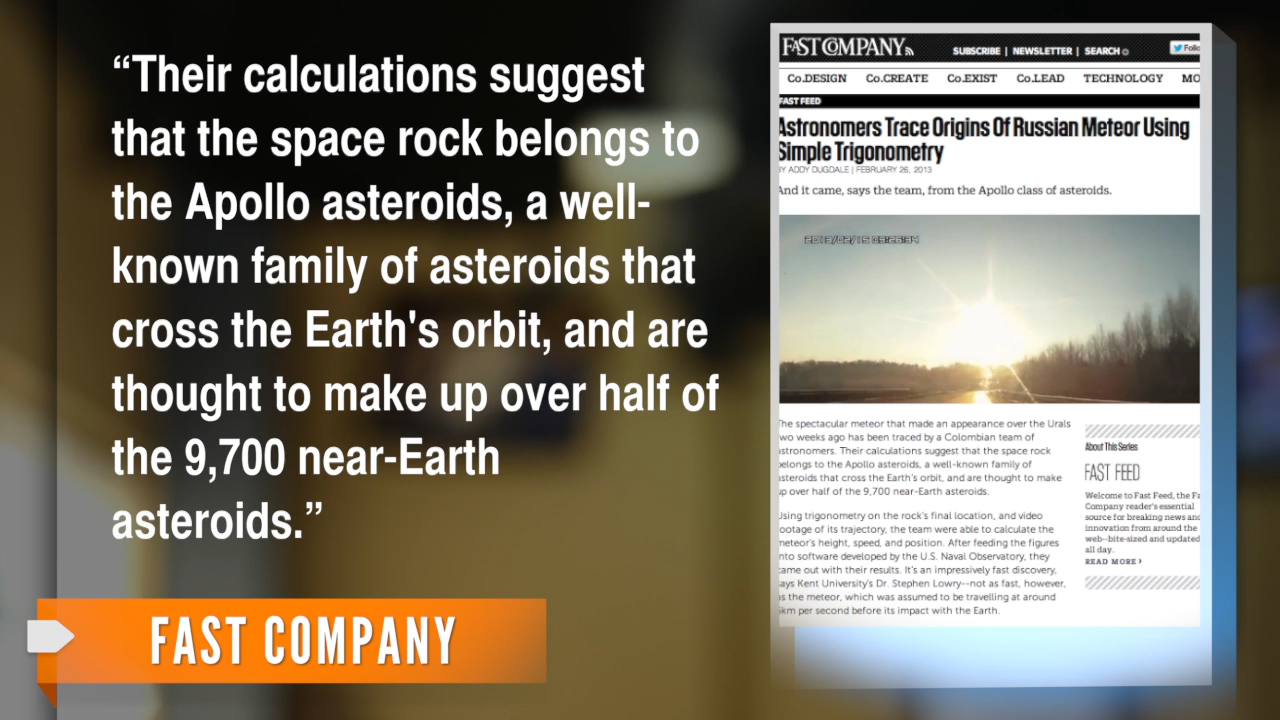 “Their calculations suggest
that the space rock belongs to
the Apollo asteroids, a well-
known family of asteroids that
cross the Earth's orbit, and are
thought to make up over half of
the 9,700 near-Earth
asteroids.”
FAST COMPANY
FAST COMPANY
SUBSCRIBE | NEWSLETTER | SEARCH
Follo
Co.DESIGN Co.CREATE Co.EXIST Co.LEAD TECHNOLOGY MO
FAST FEED
Astronomers Trace Origins Of Russian Meteor Using
Simple Trigonometry
BY ADDY DUGDALE | FEBRUARY 26, 2013
And it came, says the team, from the Apollo class of asteroids.
The spectacular meteor that made an appearance over the Urals
two weeks ago has been traced by a Colombian team of
astronomers. Their calculations suggest that the space rock
belongs to the Apollo asteroids, a well-known family of
asteroids that cross the Earth's orbit, and are thought to make
up over half of the 9,700 near-Earth asteroids.
Using trigonometry on the rock's final location, and video
footage of its trajectory, the team were able to calculate the
meteor's height, speed, and position. After feeding the figures
into software developed by the U.S. Naval Observatory, they
came out with their results. It's an impressively fast discovery,
says Kent University's Dr. Stephen Lowry--not as fast, however,
as the meteor, which was assumed to be travelling at around
km per second before its impact with the Earth.
About This Series
FAST FEED
Welcome to Fast Feed, the Fa
Company reader's essential
source for breaking news and
innovation from around the
web--bite-sized and updated
all day.
READ MORE ›